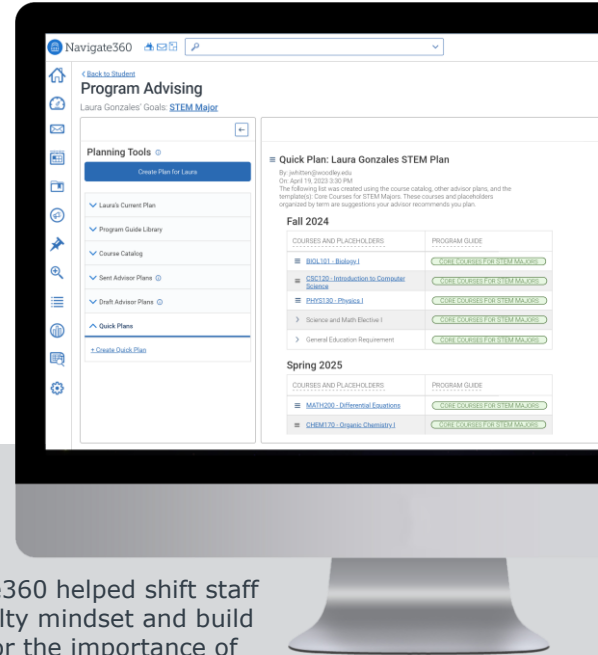 Navigate360
< Back to Student
Program Advising
Laura Gonzales' Goals: STEM Major
Planning Tools
Create Plan for Laura
Laura's Current Plan
Program Guide Library
Course Catalog
Sent Advisor Plans
Draft Advisor Plans
Quick Plans
+ Create Quick Plan
Quick Plan: Laura Gonzales STEM Plan
By: jwhitten@woodley.edu
On: April 19, 2023 3:30 PM
The following list was created using the course catalog, other advisor plans, and the
template(s): Core Courses for STEM Majors. These courses and placeholders
organized by term are suggestions your advisor recommends you plan.
Fall 2024
COURSES AND PLACEHOLDERS PROGRAM GUIDE
BIOL101 - Biology I CORE COURSES FOR STEM MAJORS
CSC120 - Introduction to Computer
Science CORE COURSES FOR STEM MAJORS
PHYS130 - Physics I CORE COURSES FOR STEM MAJORS
> Science and Math Elective I CORE COURSES FOR STEM MAJORS
> General Education Requirement CORE COURSES FOR STEM MAJORS
Spring 2025
COURSES AND PLACEHOLDERS PROGRAM GUIDE
MATH200 - Differential Equations CORE COURSES FOR STEM MAJORS
CHEM170 - Organic Chemistry I CORE COURSES FOR STEM MAJORS
e360 helped shift staff
lty mindset and build
or the importance of